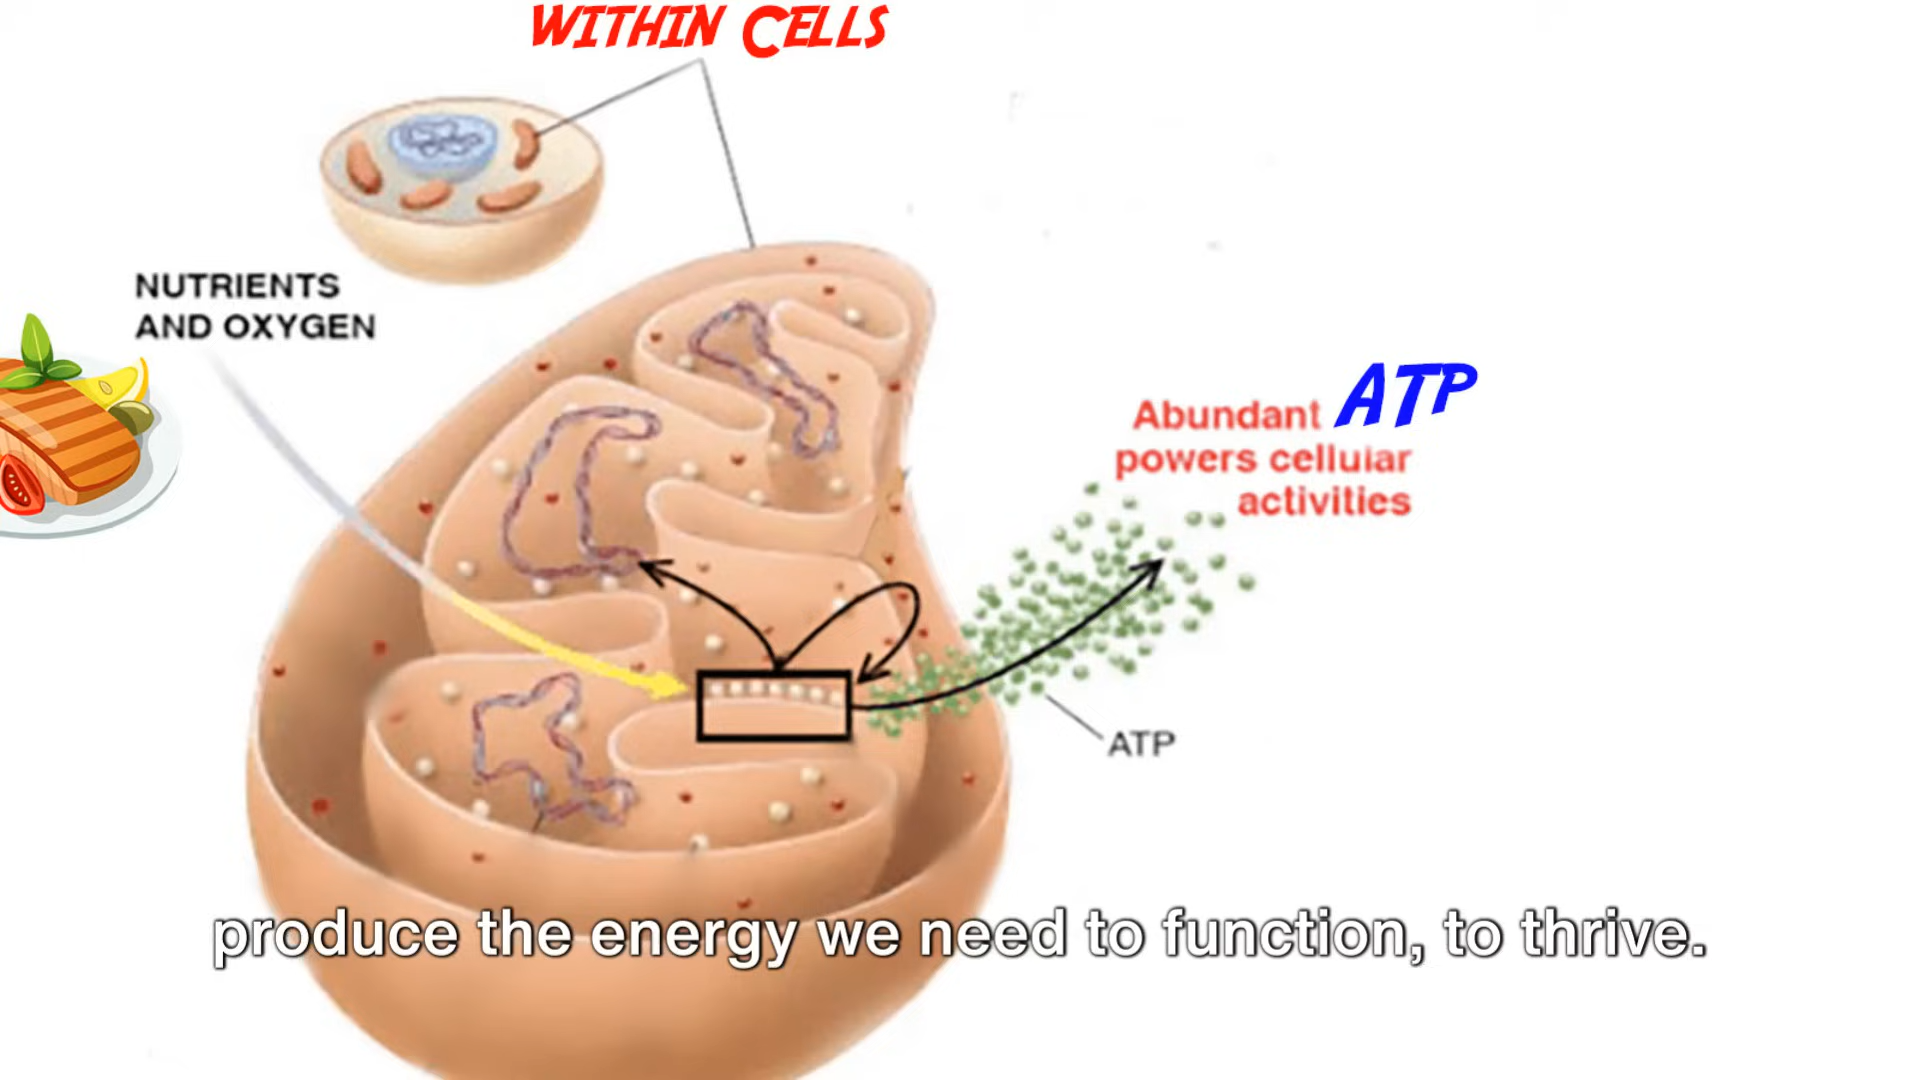 WITHIN CELLS
NUTRIENTS
AND OXYGEN
Abundant ATP
powers cellular
activities
ATP
produce the energy we need to function, to thrive.